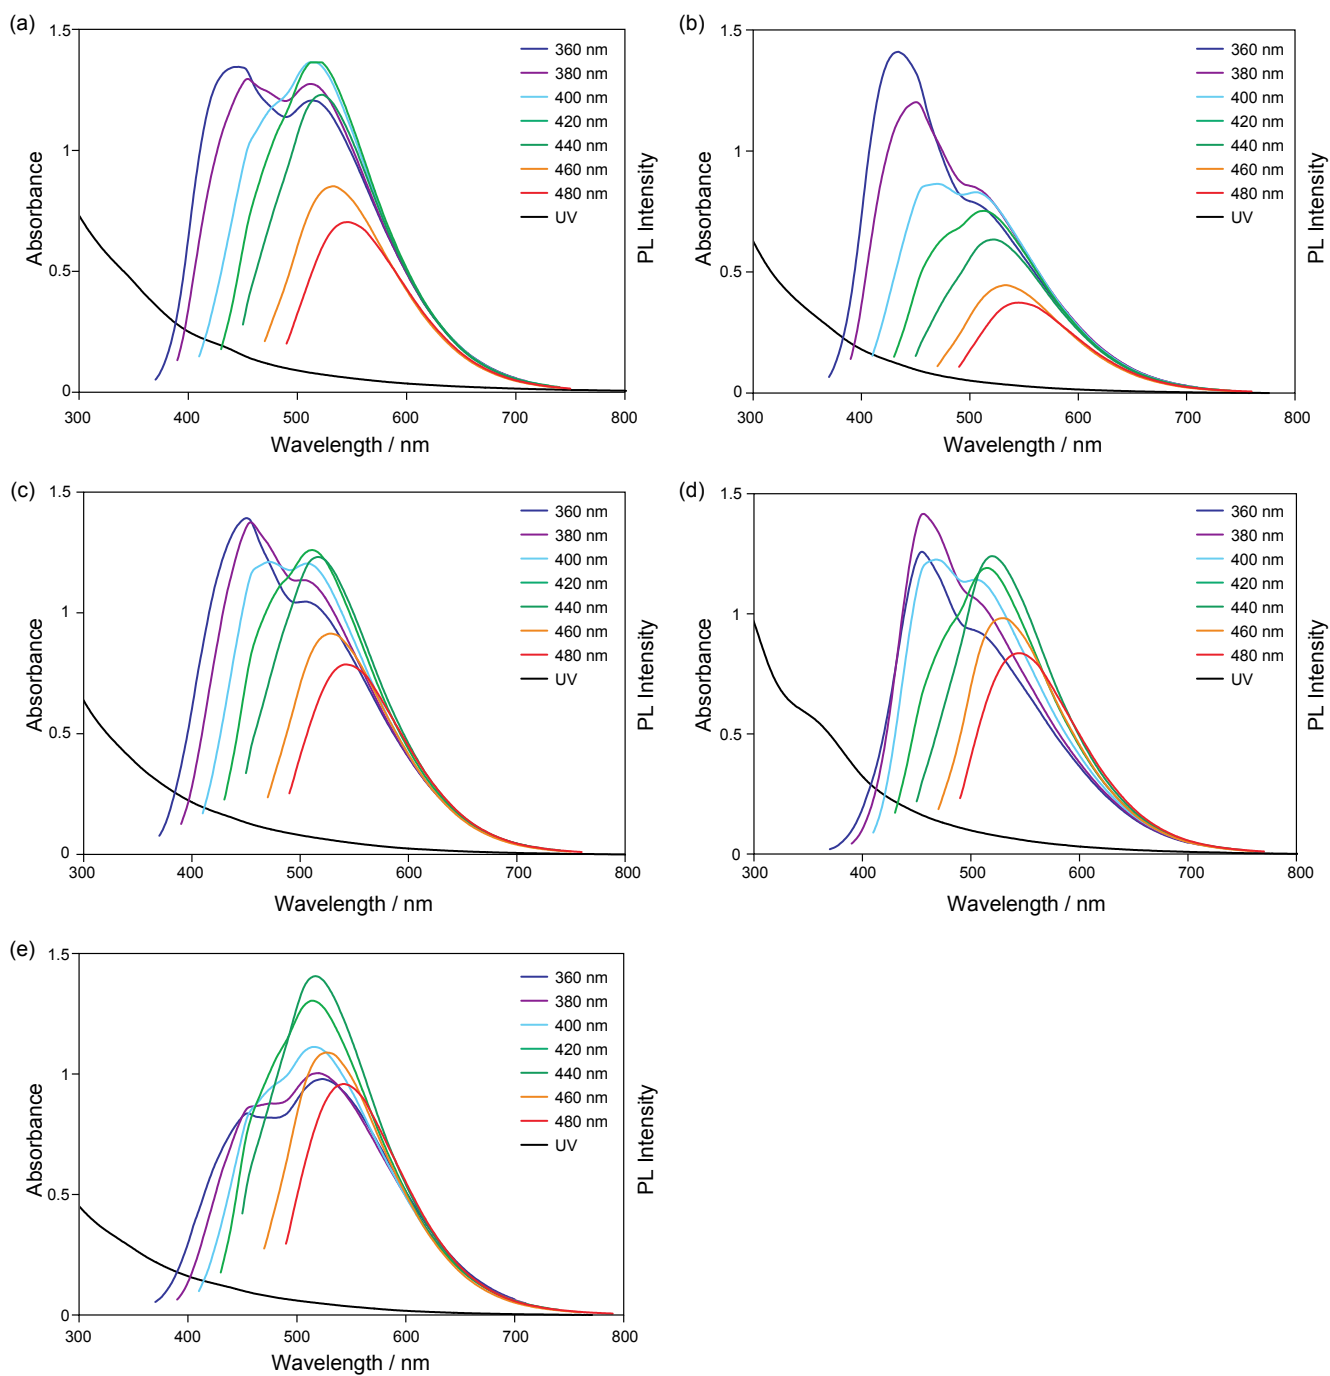 (a)
1.5
1
0.5
0
300
400
500
600
700
800
Absorbance
Wavelength / nm
PL Intensity
360 nm
380 nm
400 nm
420 nm
440 nm
460 nm
480 nm
UV
(b)
1.5
1
0.5
0
300
400
500
600
700
800
Absorbance
Wavelength / nm
PL Intensity
360 nm
380 nm
400 nm
420 nm
440 nm
460 nm
480 nm
UV
(c)
1.5
1
0.5
0
300
400
500
600
700
800
Absorbance
Wavelength / nm
PL Intensity
360 nm
380 nm
400 nm
420 nm
440 nm
460 nm
480 nm
UV
(d)
1.5
1
0.5
0
300
400
500
600
700
800
Absorbance
Wavelength / nm
PL Intensity
360 nm
380 nm
400 nm
420 nm
440 nm
460 nm
480 nm
UV
(e)
1.5
1
0.5
0
300
400
500
600
700
800
Absorbance
Wavelength / nm
PL Intensity
360 nm
380 nm
400 nm
420 nm
440 nm
460 nm
480 nm
UV